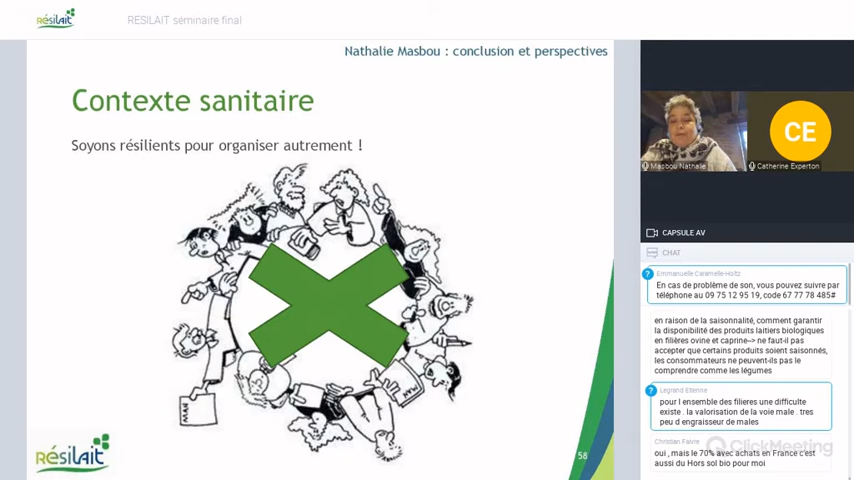 RésiLait
RESILAIT séminaire final
Nathalie Masbou : conclusion et perspectives
Contexte sanitaire
Soyons résilients pour organiser autrement !
58
RésiLait
CE
Masbou Nathalie
Catherine Experton
CAPSULE AV
CHAT
?
Emmanuelle Caramelle-Holtz
En cas de problème de son, vous pouvez suivre par
téléphone au 09 75 12 95 19, code 67 77 78 485#
en raison de la saisonnalité, comment garantir
la disponibilité des produits laitiers biologiques
en filières ovine et caprine--> ne faut-il pas
accepter que certains produits soient saisonnés,
les consommateurs ne peuvent-ils pas le
comprendre comme les légumes
?
Legrand Etienne
pour l ensemble des filieres une difficulte
existe . la valorisation de la voie male . tres
peu d engraisseur de males
Christian Faivre
oui , mais le 70% avec achats en France c'est
aussi du Hors sol bio pour moi
ClickMeeting